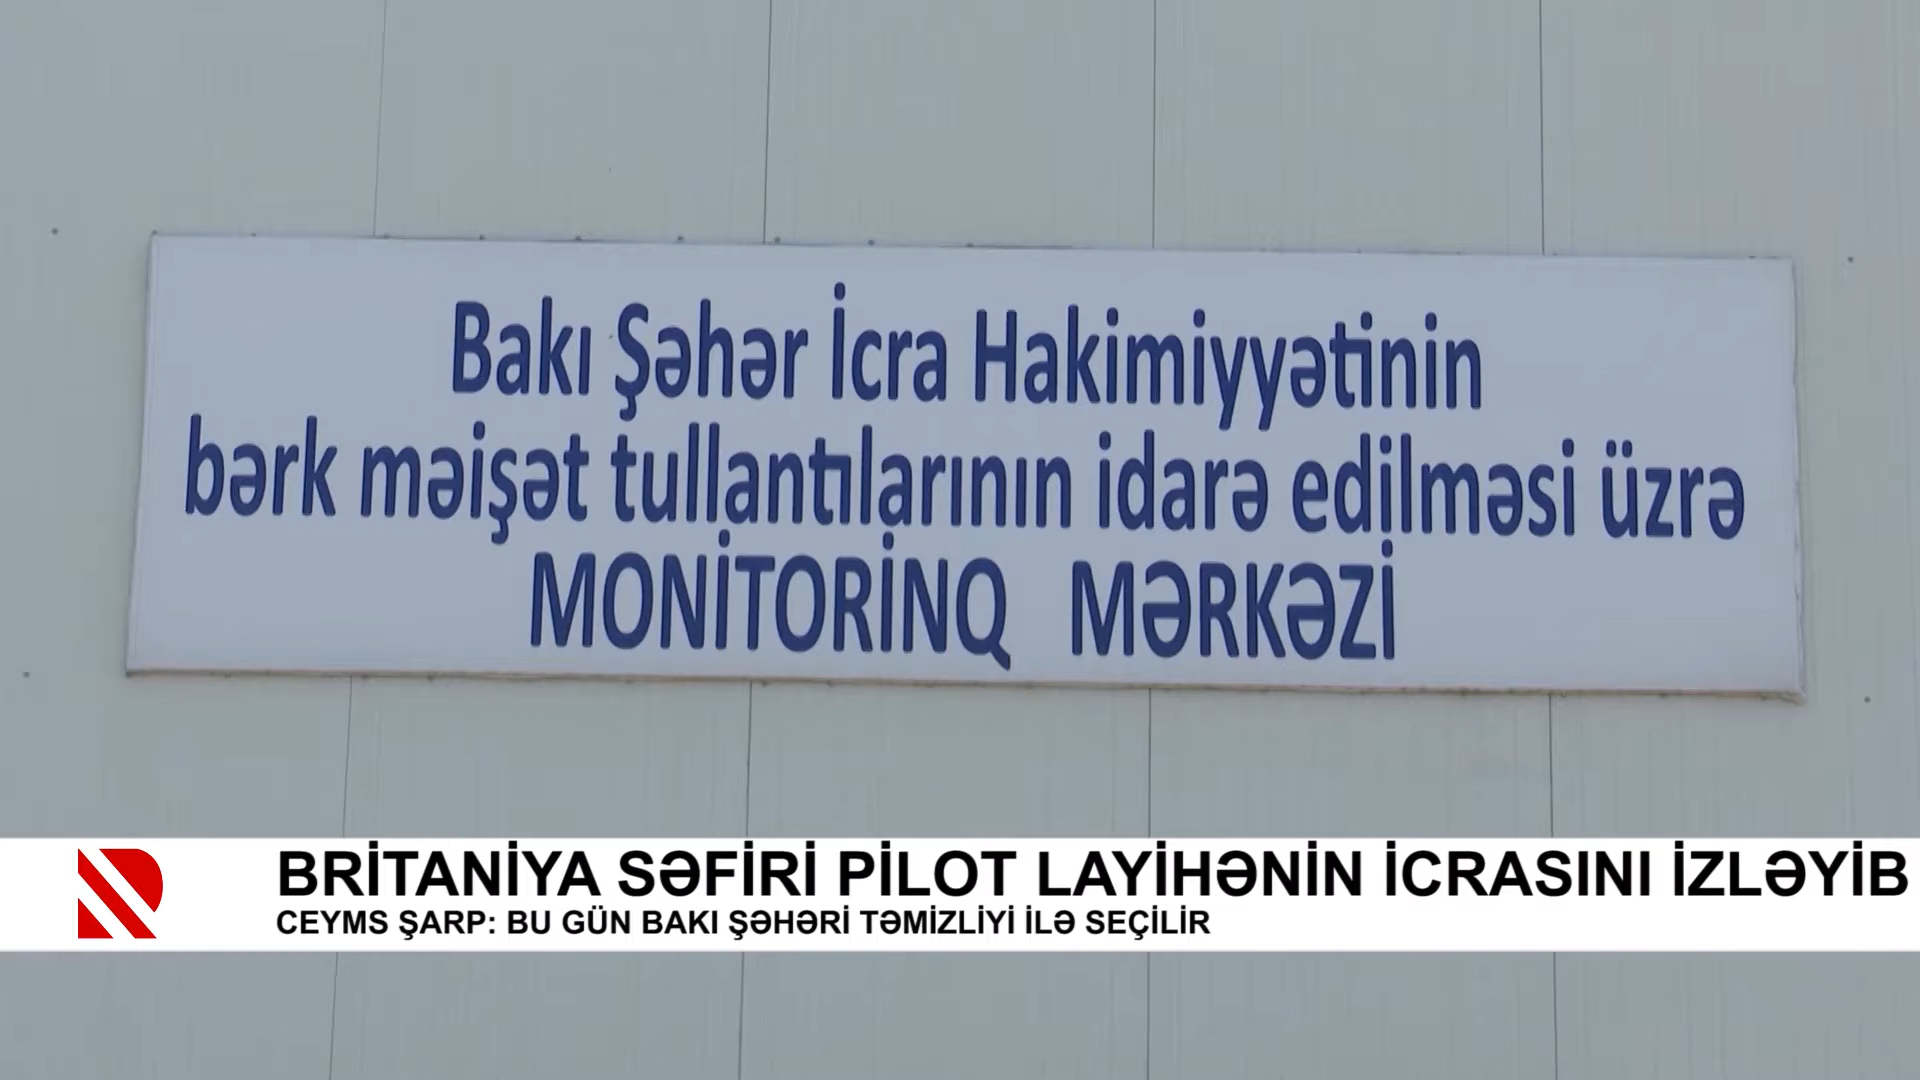 Bakı Şəhər İcra Hakimiyyətinin
bərk məişət tullantılarının idarə edilməsi üzrə
MONİTORİNQ MƏRKƏZİ
BRİTANİYA SƏFİRİ PİLOT LAYİHƏNİN İCRASINI İZLƏYİB
CEYMS ŞARP: BU GÜN BAKI ŞƏHƏRİ TƏMİZLİYİ İLƏ SEÇİLİR